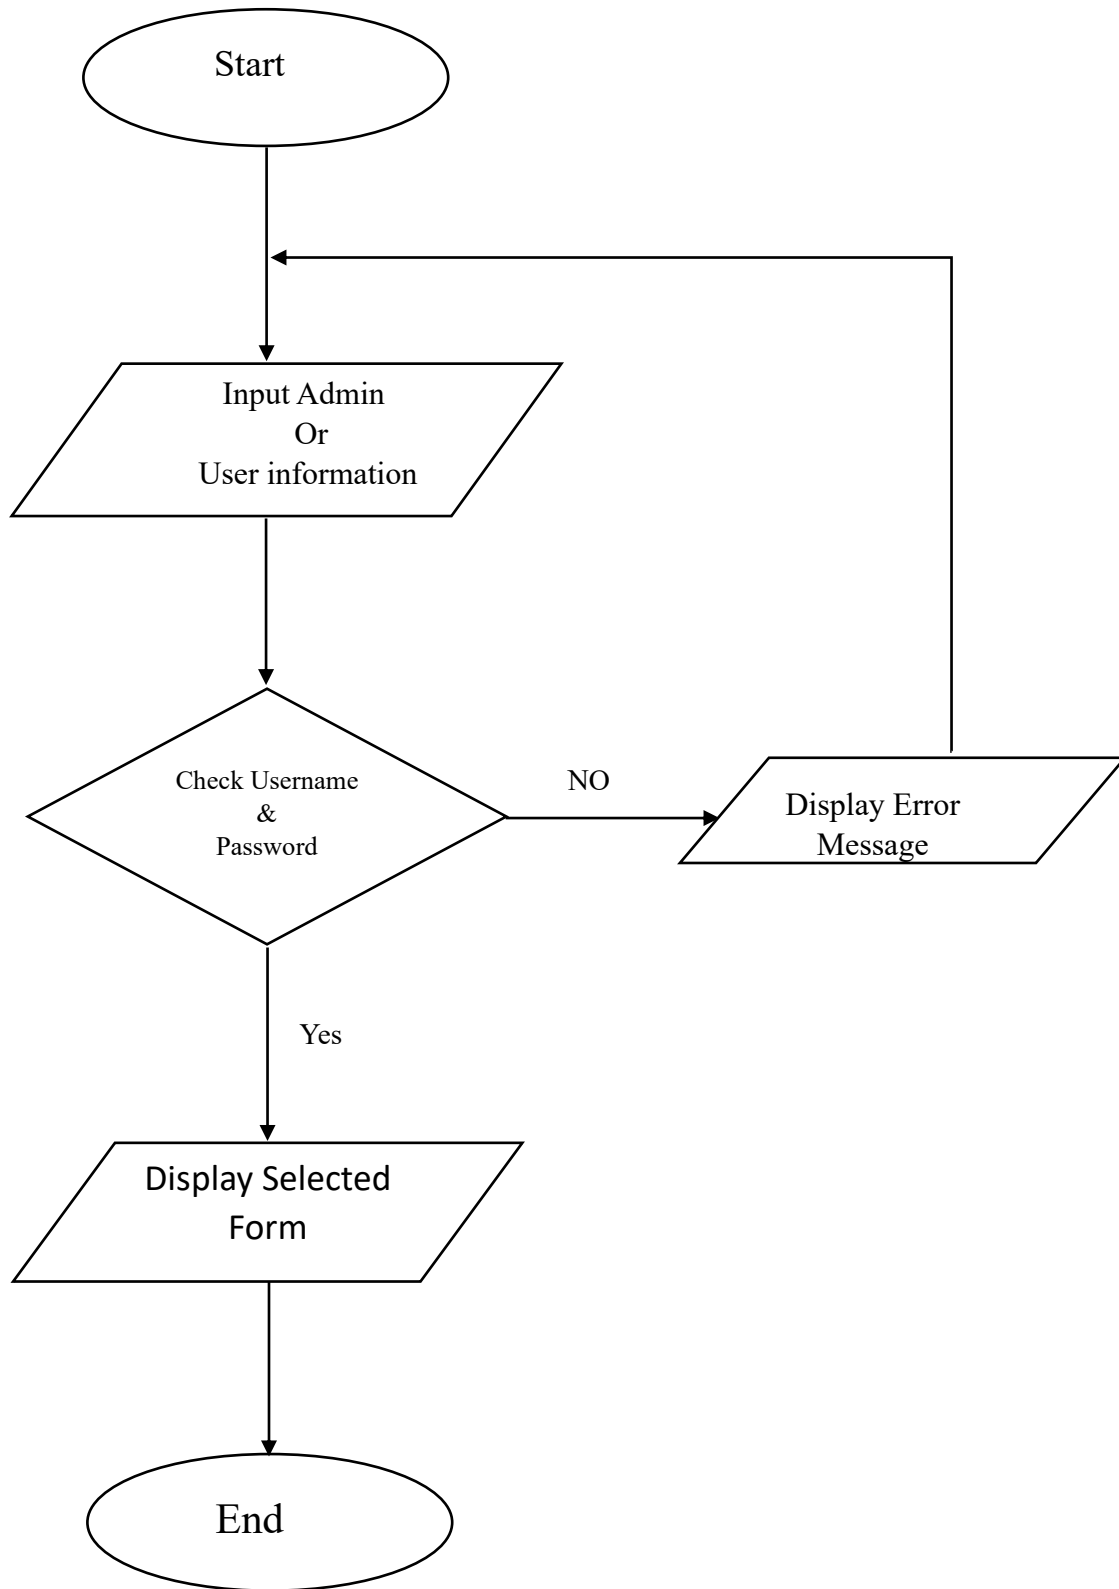 Start
Input Admin
Or
User information
Check Username
&
Password
NO
Display Error
Message
Yes
Display Selected
Form
End